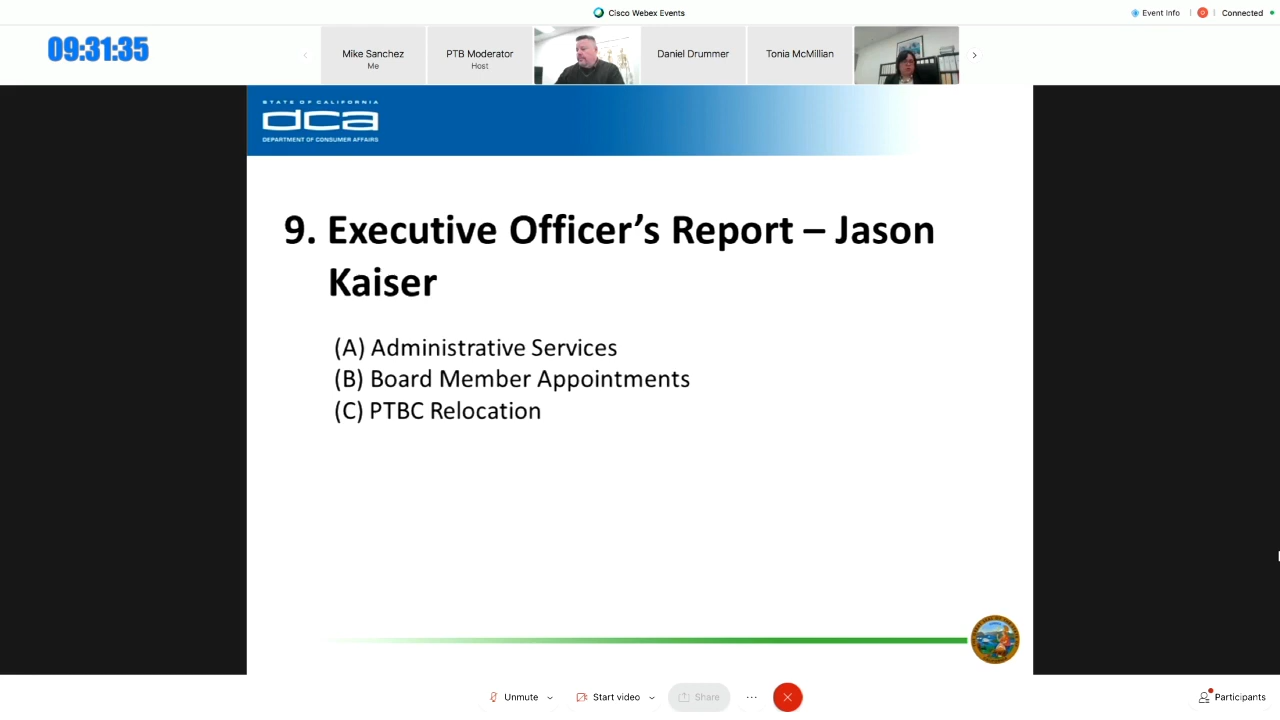 Cisco Webex Events
Event Info
Connected
09:31:35
Mike Sanchez
Me
PTB Moderator
Host
Daniel Drummer
Tonia McMillian
STATE OF CALIFORNIA
dca
DEPARTMENT OF CONSUMER AFFAIRS
9. Executive Officer’s Report – Jason
Kaiser
(A) Administrative Services
(B) Board Member Appointments
(C) PTBC Relocation
Unmute
Start video
Share
Participants